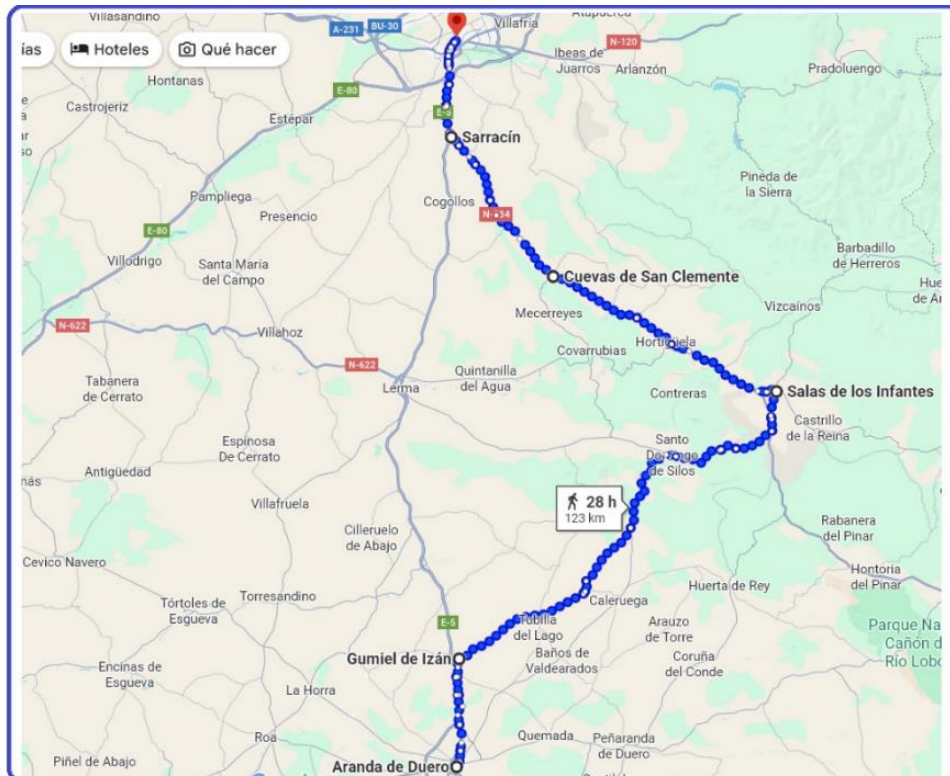 Villasandino
A-231
BU-30
Villafría
Atapuerca
N-120
ías
Hoteles
Qué hacer
Ibeas de
Juarros
Arlanzón
Pradoluengo
Hontanas
Castrojeriz
E-80
Estépar
E-5
Sarracín
Pineda de
la Sierra
Pampliega
Presencio
Cogollos
N-234
E-80
Villodrigo
Santa María
del Campo
Barbadillo
de Herreros
Cuevas de San Clemente
Vizcaínos
N-622
Villahoz
Mecerreyes
Hortigüela
Covarrubias
N-622
Quintanilla
del Agua
Lerma
Tabanera
de Cerrato
Contreras
Salas de los Infantes
Castrillo
de la Reina
Espinosa
De Cerrato
Santo
Domingo
de Silos
Antigüedad
Villafruela
28 h
123 km
Cilleruelo
de Abajo
Rabanera
del Pinar
Cevico Navero
Hontoria
del Pinar
Huerta de Rey
Tórtoles de
Esgueva
Torresandino
Caleruega
E-5
Tubilla
del Lago
Arauzo
de Torre
Parque Na
Cañón d
Río Lobo
Gumiel de Izán
Baños de
Valdearados
Coruña
del Conde
Encinas de
Esgueva
La Horra
Roa
Quemada
Peñaranda
de Duero
Piñel de Abajo
Aranda de Duero